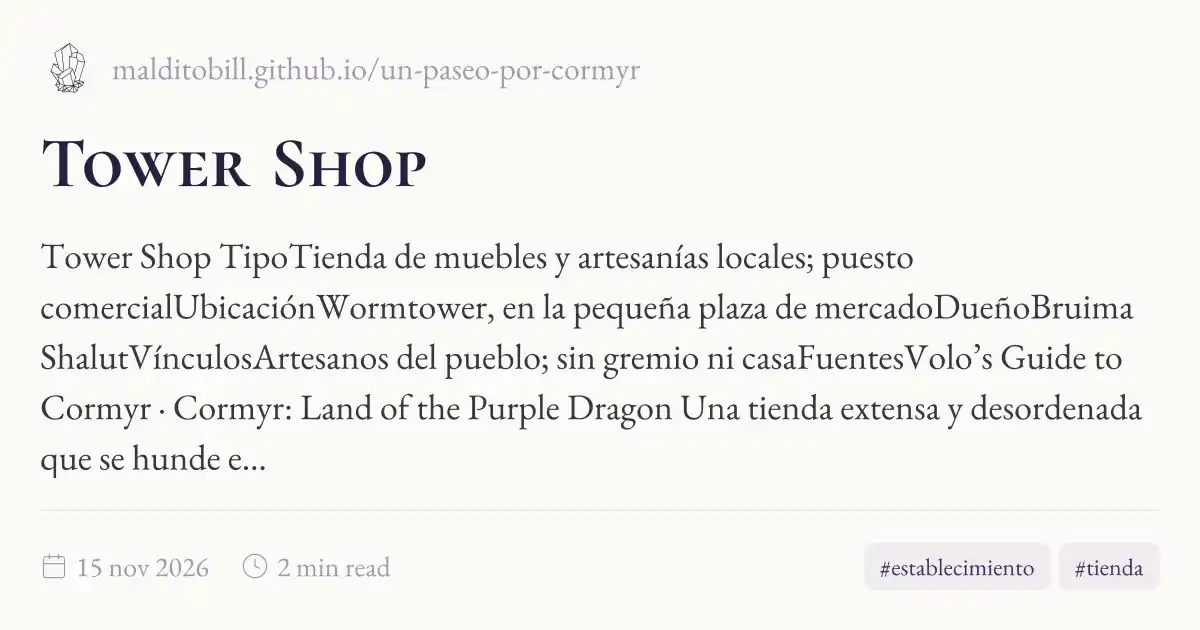 malditobill.github.io/un-paseo-por-cormyr
Tower Shop
Tower Shop TipoTienda de muebles y artesanías locales; puesto
comercialUbicaciónWormtower, en la pequeña plaza de mercadoDueñoBruima
ShalutVínculosArtesanos del pueblo; sin gremio ni casaFuentesVolo’s Guide to
Cormyr · Cormyr: Land of the Purple Dragon Una tienda extensa y desordenada
que se hunde e...
15 nov 2026
2 min read
#establecimiento
#tienda